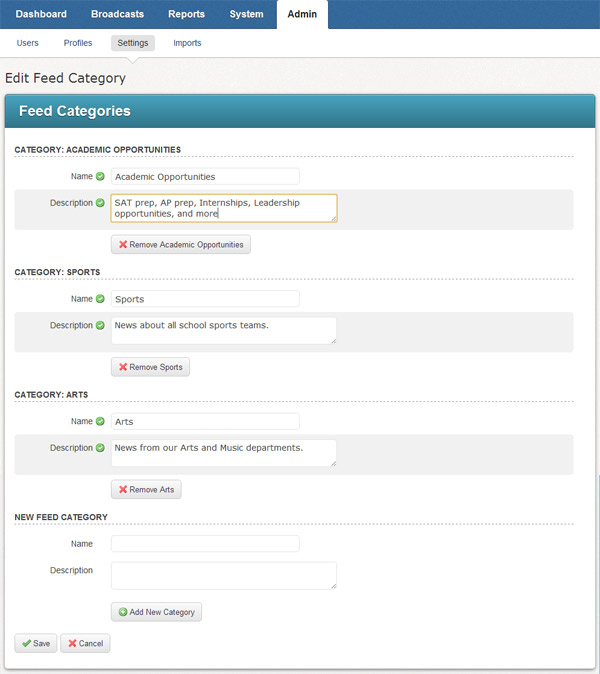 Dashboard Broadcasts Reports System Admin
Users Profiles Settings Imports
Edit Feed Category
Feed Categories
CATEGORY: ACADEMIC OPPORTUNITIES
Name Academic Opportunities
Description SAT prep, AP prep, Internships, Leadership
opportunities, and more
Remove Academic Opportunities
CATEGORY: SPORTS
Name Sports
Description News about all school sports teams.
Remove Sports
CATEGORY: ARTS
Name Arts
Description News from our Arts and Music departments.
Remove Arts
NEW FEED CATEGORY
Name
Description
Add New Category
Save Cancel